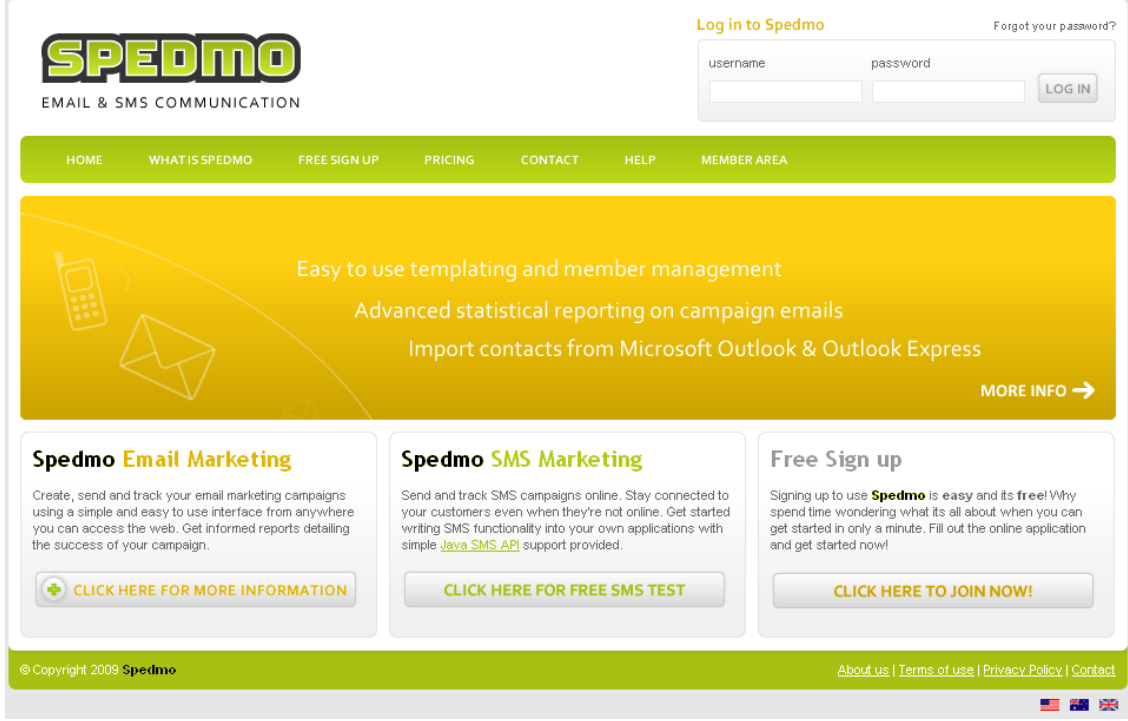 SPEDMO
EMAIL & SMS COMMUNICATION
Log in to Spedmo
Forgot your password?
username
password
LOG IN
HOME
WHAT IS SPEDMO
FREE SIGN UP
PRICING
CONTACT
HELP
MEMBER AREA
Easy to use templating and member management
Advanced statistical reporting on campaign emails
Import contacts from Microsoft Outlook & Outlook Express
MORE INFO
Spedmo Email Marketing
Create, send and track your email marketing campaigns
using a simple and easy to use interface from anywhere
you can access the web. Get informed reports detailing
the success of your campaign.
CLICK HERE FOR MORE INFORMATION
Spedmo SMS Marketing
Send and track SMS campaigns online. Stay connected to
your customers even when they're not online. Get started
writing SMS functionality into your own applications with
simple Java SMS API support provided.
CLICK HERE FOR FREE SMS TEST
Free Sign up
Signing up to use Spedmo is easy and its free! Why
spend time wondering what its all about when you can
get started in only a minute. Fill out the online application
and get started now!
CLICK HERE TO JOIN NOW!
© Copyright 2009 Spedmo
About us | Terms of use | Privacy Policy | Contact